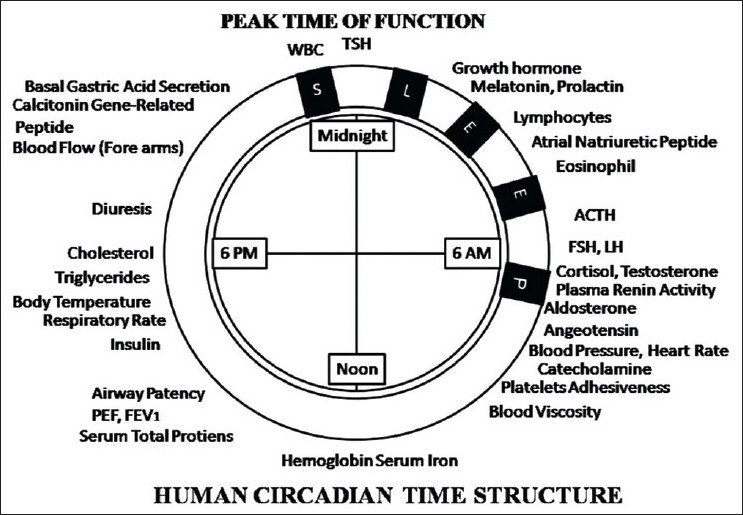 PEAK TIME OF FUNCTION
WBC
TSH
Basal Gastric Acid Secretion
Calcitonin Gene-Related
Peptide
Blood Flow (Fore arms)
Diuresis
Cholesterol
Triglycerides
Body Temperature
Respiratory Rate
Insulin
Airway Patency
PEF, FEV1
Serum Total Protiens
S
L
E
E
P
Midnight
6 PM
6 AM
Noon
Growth hormone
Melatonin, Prolactin
Lymphocytes
Atrial Natriuretic Peptide
Eosinophil
ACTH
FSH, LH
Cortisol, Testosterone
Plasma Renin Activity
Aldosterone
Angeotensin
Blood Pressure, Heart Rate
Catecholamine
Platelets Adhesiveness
Blood Viscosity
Hemoglobin Serum Iron
HUMAN CIRCADIAN TIME STRUCTURE